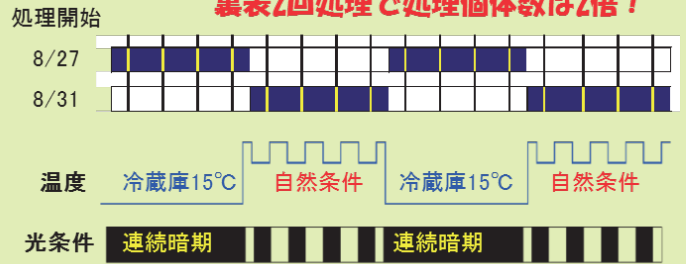 裏表2回処理で処理個体数は2倍！
処理開始
8/27
8/31
温度 冷蔵庫15℃ 自然条件 冷蔵庫15℃ 自然条件
光条件 連続暗期 連続暗期